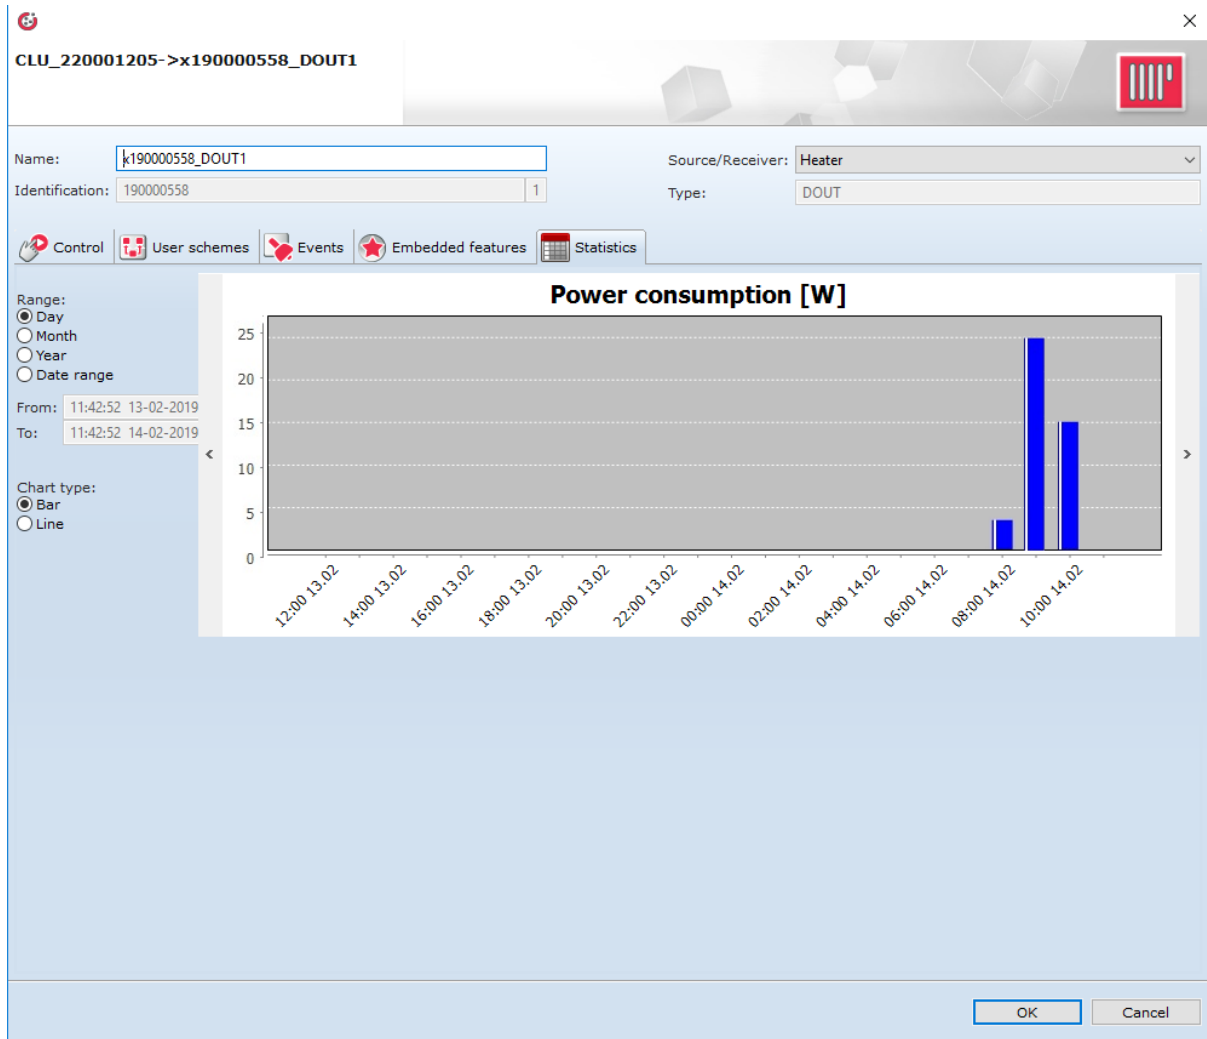 CLU_220001205->x190000558_DOUT1
Name: x190000558_DOUT1
Source/Receiver: Heater
Identification: 190000558 1
Type: DOUT
Control User schemes Events Embedded features Statistics
Power consumption [W]
Range:
Day
Month
Year
Date range
From: 11:42:52 13-02-2019
To: 11:42:52 14-02-2019
Chart type:
Bar
Line
25
20
15
10
5
0
12:00 13.02
14:00 13.02
16:00 13.02
18:00 13.02
20:00 13.02
22:00 13.02
00:00 14.02
02:00 14.02
04:00 14.02
06:00 14.02
08:00 14.02
10:00 14.02
OK Cancel